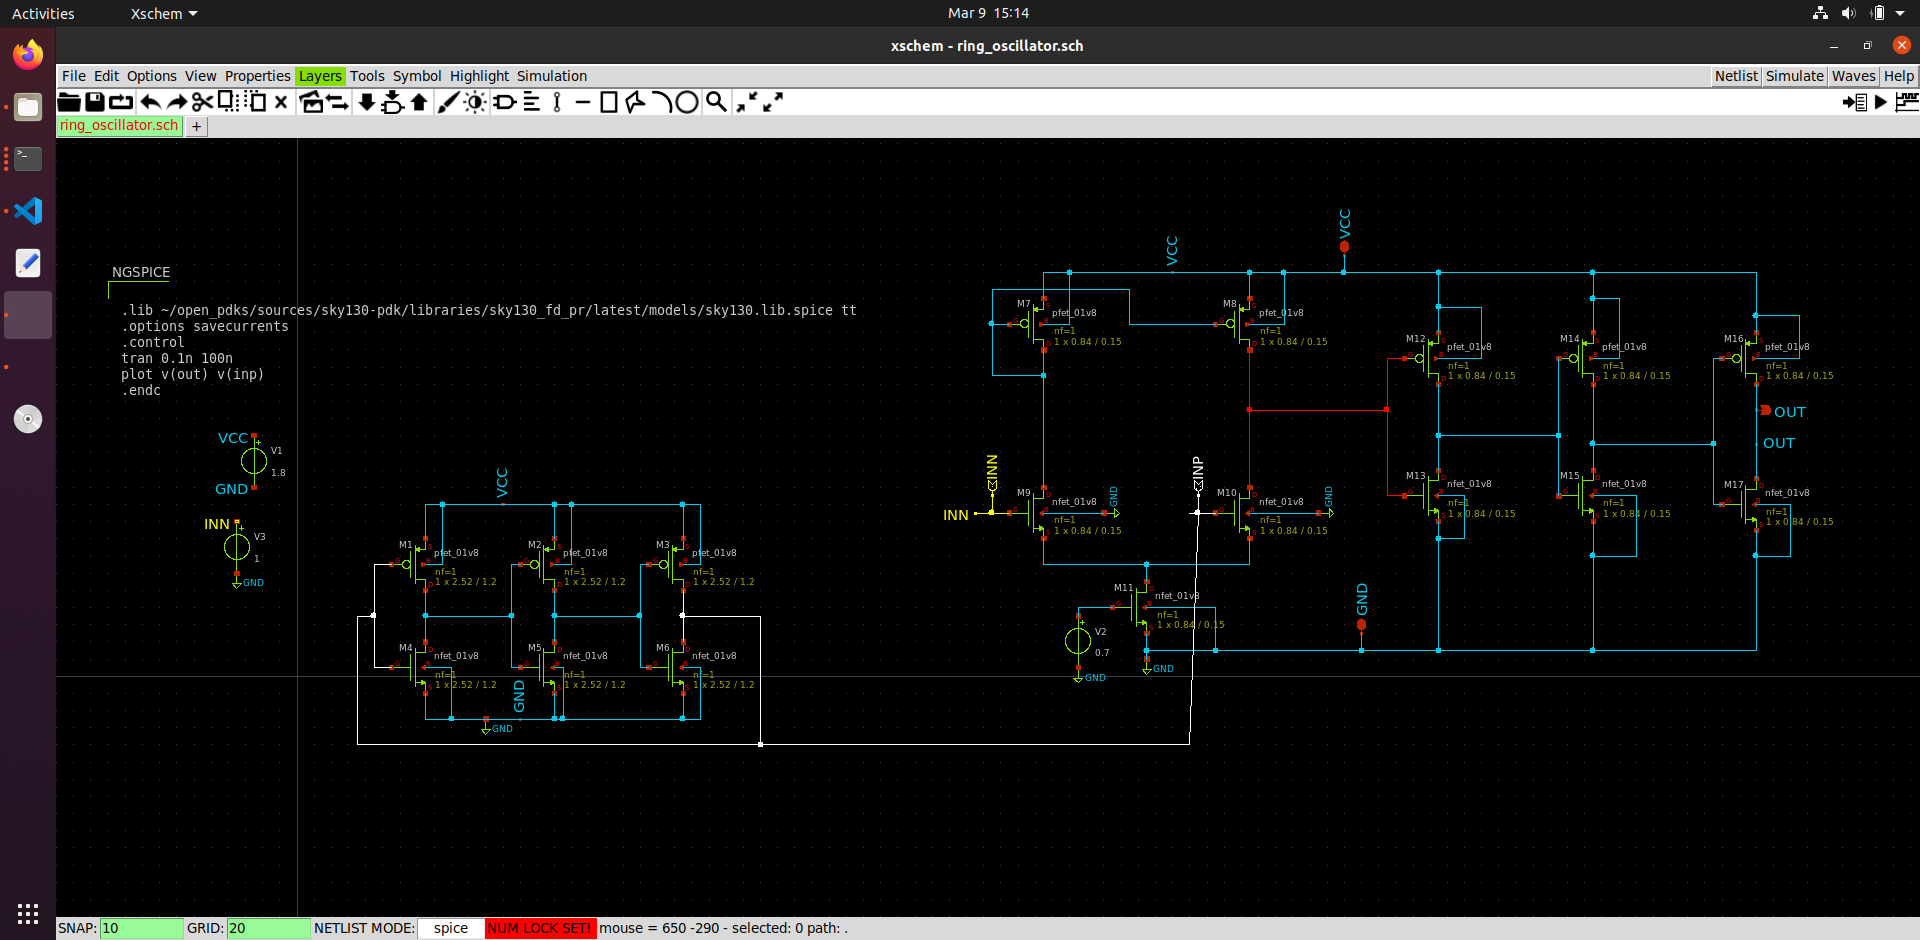 Activities
Xschem
Mar 9 15:14
xschem - ring_oscillator.sch
File Edit Options View Properties Layers Tools Symbol Highlight Simulation
Netlist Simulate Waves Help
ring_oscillator.sch +
NGSPICE
.lib ~/open_pdks/sources/sky130-pdk/libraries/sky130_fd_pr/latest/models/sky130.lib.spice tt
.options savecurrents
.control
tran 0.1n 100n
plot v(out) v(inp)
.endc
VCC
V1
1.8
GND
INN
V3
1
GND
VCC
M1
pfet_01v8
nf=1
1 x 2.52 / 1.2
M2
pfet_01v8
nf=1
1 x 2.52 / 1.2
M3
pfet_01v8
nf=1
1 x 2.52 / 1.2
M4
nfet_01v8
nf=1
1 x 2.52 / 1.2
M5
nfet_01v8
nf=1
1 x 2.52 / 1.2
M6
nfet_01v8
nf=1
1 x 2.52 / 1.2
GND
GND
VCC
VCC
M7
pfet_01v8
nf=1
1 x 0.84 / 0.15
M8
pfet_01v8
nf=1
1 x 0.84 / 0.15
M12
pfet_01v8
nf=1
1 x 0.84 / 0.15
M14
pfet_01v8
nf=1
1 x 0.84 / 0.15
M16
pfet_01v8
nf=1
1 x 0.84 / 0.15
OUT
OUT
INN
INN
M9
nfet_01v8
nf=1
1 x 0.84 / 0.15
GND
INP
M10
nfet_01v8
nf=1
1 x 0.84 / 0.15
GND
M13
nfet_01v8
nf=1
1 x 0.84 / 0.15
M15
nfet_01v8
nf=1
1 x 0.84 / 0.15
M17
nfet_01v8
nf=1
1 x 0.84 / 0.15
M11
nfet_01v8
nf=1
1 x 0.84 / 0.15
V2
0.7
GND
GND
GND
SNAP: 10 GRID: 20 NETLIST MODE: spice NUM LOCK SET! mouse = 650 -290 - selected: 0 path: .